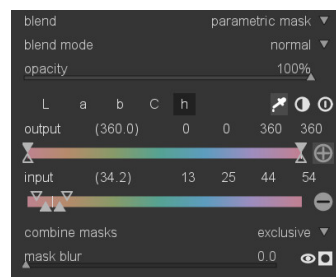 blend parametric mask
blend mode normal
opacity 100%
L a b C h
output (360.0) 0 0 360 360
input (34.2) 13 25 44 54
combine masks exclusive
mask blur 0.0